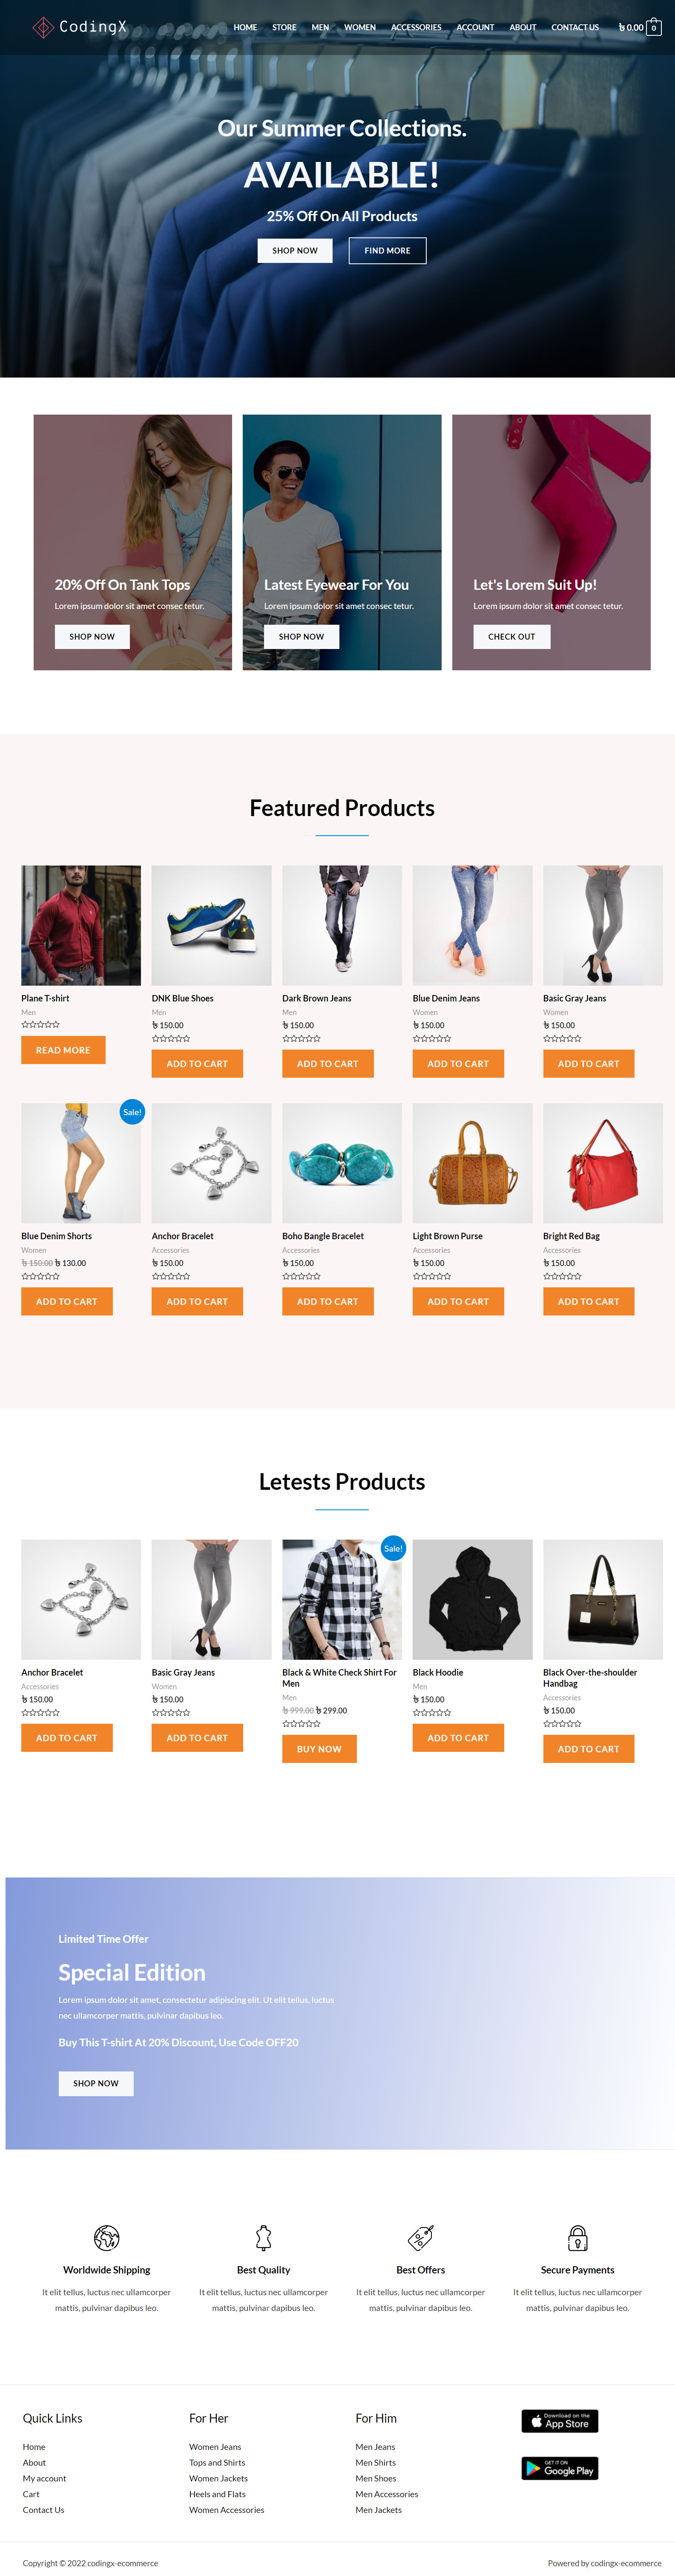 CodingX
HOME STORE MEN WOMEN ACCESSORIES ACCOUNT ABOUT CONTACT US ৳ 0.00 0
Our Summer Collections.
AVAILABLE!
25% Off On All Products
SHOP NOW FIND MORE
20% Off On Tank Tops
Lorem ipsum dolor sit amet consec tetur.
SHOP NOW
Latest Eyewear For You
Lorem ipsum dolor sit amet consec tetur.
SHOP NOW
Let's Lorem Suit Up!
Lorem ipsum dolor sit amet consec tetur.
CHECK OUT
Featured Products
Plane T-shirt
Men
READ MORE
DNK Blue Shoes
Men
৳ 150.00
ADD TO CART
Dark Brown Jeans
Men
৳ 150.00
ADD TO CART
Blue Denim Jeans
Women
৳ 150.00
ADD TO CART
Basic Gray Jeans
Women
৳ 150.00
ADD TO CART
Sale!
Blue Denim Shorts
Women
৳ 150.00 ৳ 130.00
ADD TO CART
Anchor Bracelet
Accessories
৳ 150.00
ADD TO CART
Boho Bangle Bracelet
Accessories
৳ 150.00
ADD TO CART
Light Brown Purse
Accessories
৳ 150.00
ADD TO CART
Bright Red Bag
Accessories
৳ 150.00
ADD TO CART
Letests Products
Anchor Bracelet
Accessories
৳ 150.00
ADD TO CART
Basic Gray Jeans
Women
৳ 150.00
ADD TO CART
Sale!
Black & White Check Shirt For
Men
Men
৳ 999.00 ৳ 299.00
BUY NOW
Black Hoodie
Men
৳ 150.00
ADD TO CART
Black Over-the-shoulder
Handbag
Accessories
৳ 150.00
ADD TO CART
Limited Time Offer
Special Edition
Lorem ipsum dolor sit amet, consectetur adipiscing elit. Ut elit tellus, luctus
nec ullamcorper mattis, pulvinar dapibus leo.
Buy This T-shirt At 20% Discount, Use Code OFF20
SHOP NOW
Worldwide Shipping
It elit tellus, luctus nec ullamcorper
mattis, pulvinar dapibus leo.
Best Quality
It elit tellus, luctus nec ullamcorper
mattis, pulvinar dapibus leo.
Best Offers
It elit tellus, luctus nec ullamcorper
mattis, pulvinar dapibus leo.
Secure Payments
It elit tellus, luctus nec ullamcorper
mattis, pulvinar dapibus leo.
Quick Links
Home
About
My account
Cart
Contact Us
For Her
Women Jeans
Tops and Shirts
Women Jackets
Heels and Flats
Women Accessories
For Him
Men Jeans
Men Shirts
Men Shoes
Men Accessories
Men Jackets
Download on the
App Store
GET IT ON
Google Play
Copyright © 2022 codingx-ecommerce
Powered by codingx-ecommerce